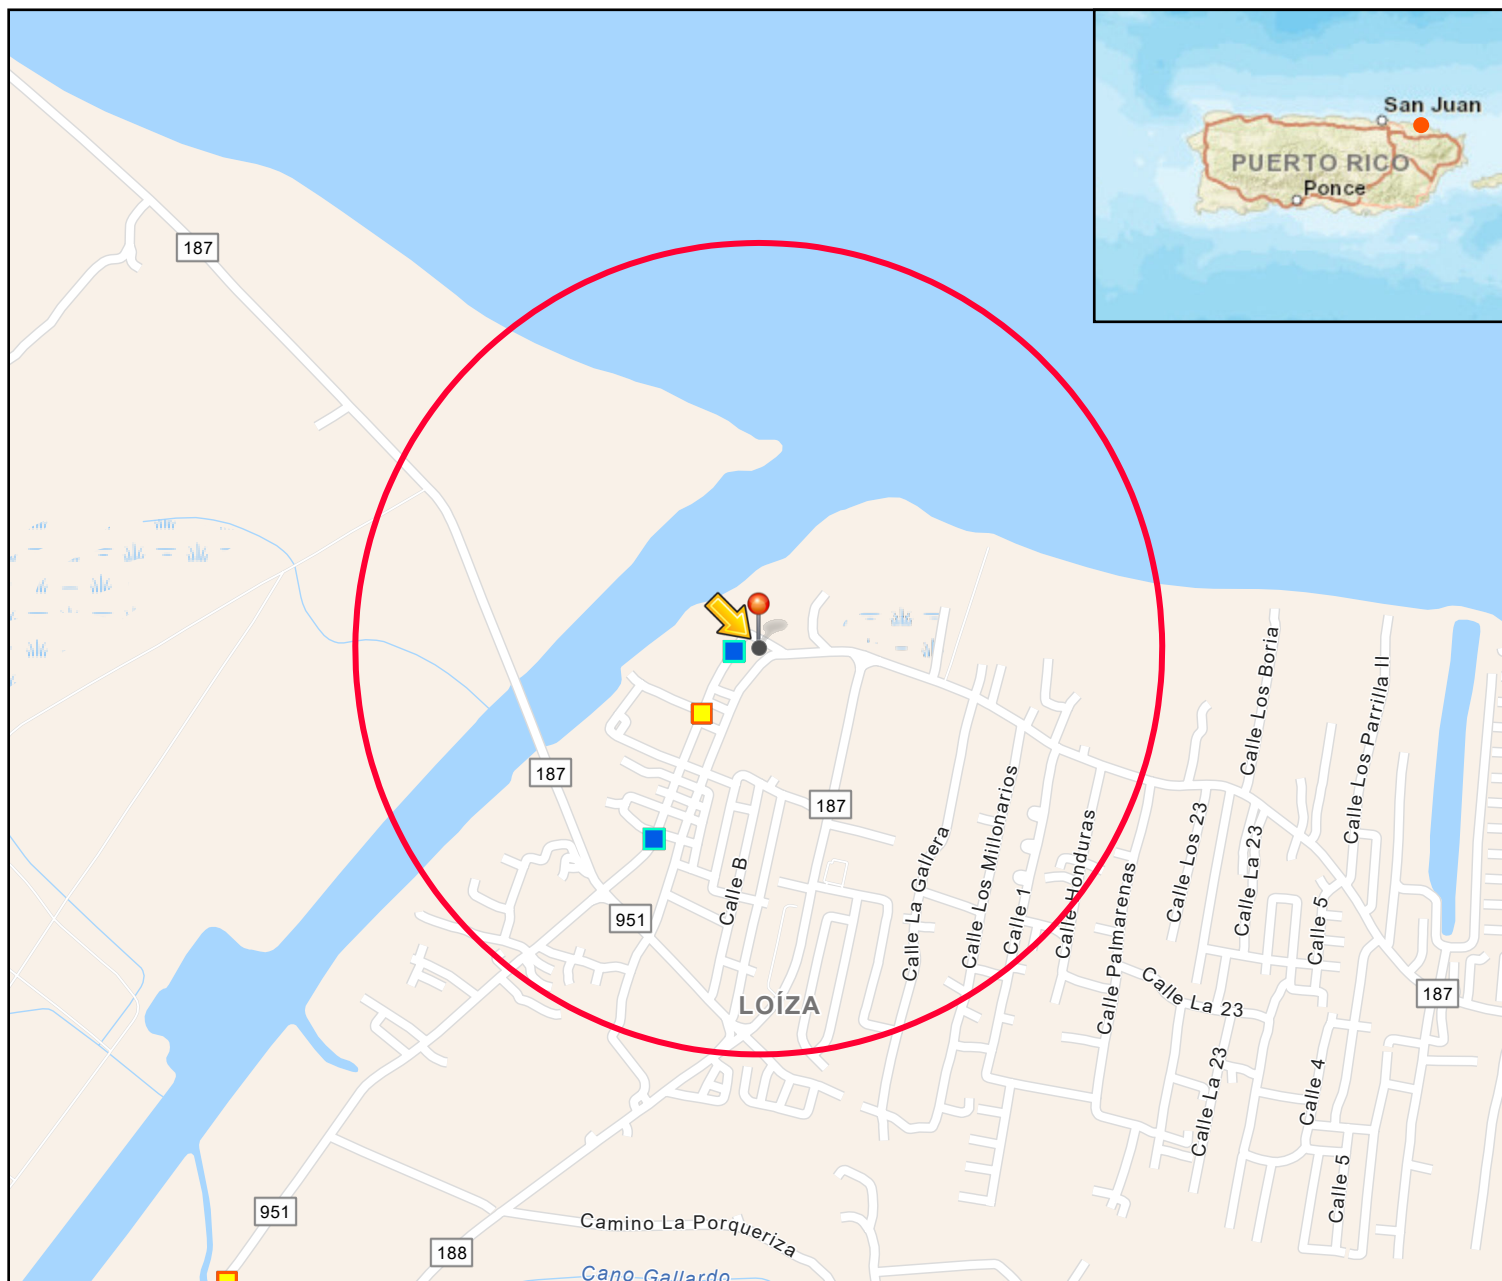 San Juan
PUERTO RICO
Ponce
187
187
187
951
LOÍZA
Calle B
Calle La Gallera
Calle Los Millonarios
Calle 1
Calle Honduras
Calle Palmarenas
Calle Los 23
Calle La 23
Calle Los Boria
Calle Los Parrilla II
Calle 5
Calle La 23
187
Calle La 23
Calle 4
Calle 5
951
188
Camino La Porqueriza
Cano Gallardo